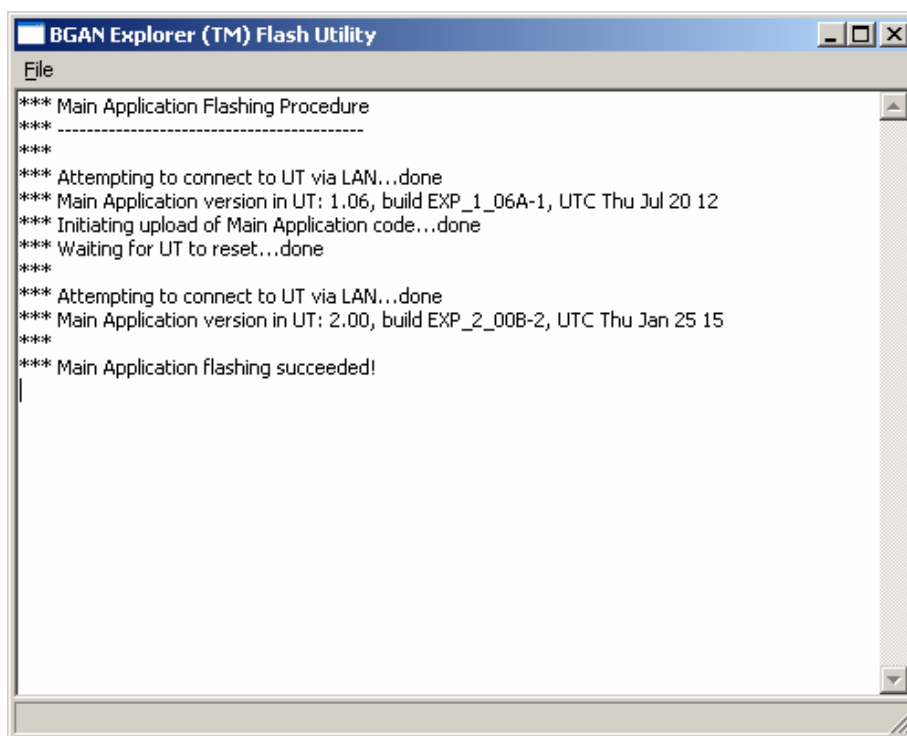 BGAN Explorer (TM) Flash Utility
File
*** Main Application Flashing Procedure
*** ------------------------------------------
***
*** Attempting to connect to UT via LAN...done
*** Main Application version in UT: 1.06, build EXP_1_06A-1, UTC Thu Jul 20 12
*** Initiating upload of Main Application code...done
*** Waiting for UT to reset...done
***
*** Attempting to connect to UT via LAN...done
*** Main Application version in UT: 2.00, build EXP_2_00B-2, UTC Thu Jan 25 15
***
*** Main Application flashing succeeded!